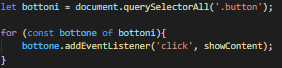 let bottoni = document.querySelectorAll('.button');
for (const bottone of bottoni){
bottone.addEventListener('click', showContent);
}